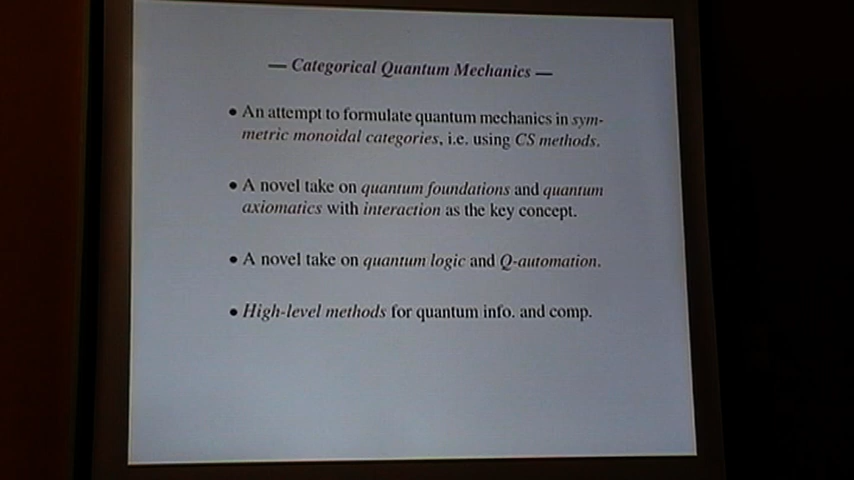 — Categorical Quantum Mechanics —
• An attempt to formulate quantum mechanics in sym-
metric monoidal categories, i.e. using CS methods.
• A novel take on quantum foundations and quantum
axiomatics with interaction as the key concept.
• A novel take on quantum logic and Q-automation.
• High-level methods for quantum info. and comp.